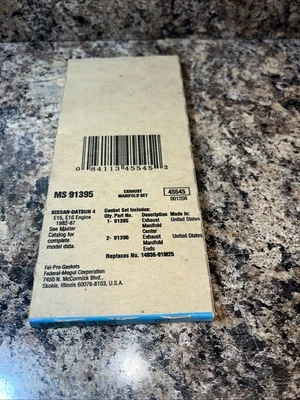 0 84113 45545 2
MS 91395
EXHAUST
MANIFOLD SET
45545
001208
NISSAN-DATSUN 4
E15, E16 Engine
1982-87
See Master
Catalog for
complete
model data.
Gasket Set Includes:
Qty. Part No. Description Made in:
1- 91395 Exhaust Manifold Center United States
2- 91396 Exhaust Manifold Ends United States
Replaces No. 14036-01M25
Fel-Pro Gaskets
Federal-Mogul Corporation
7450 N. McCormick Blvd.,
Skokie, Illinois 60076-8103, U.S.A.